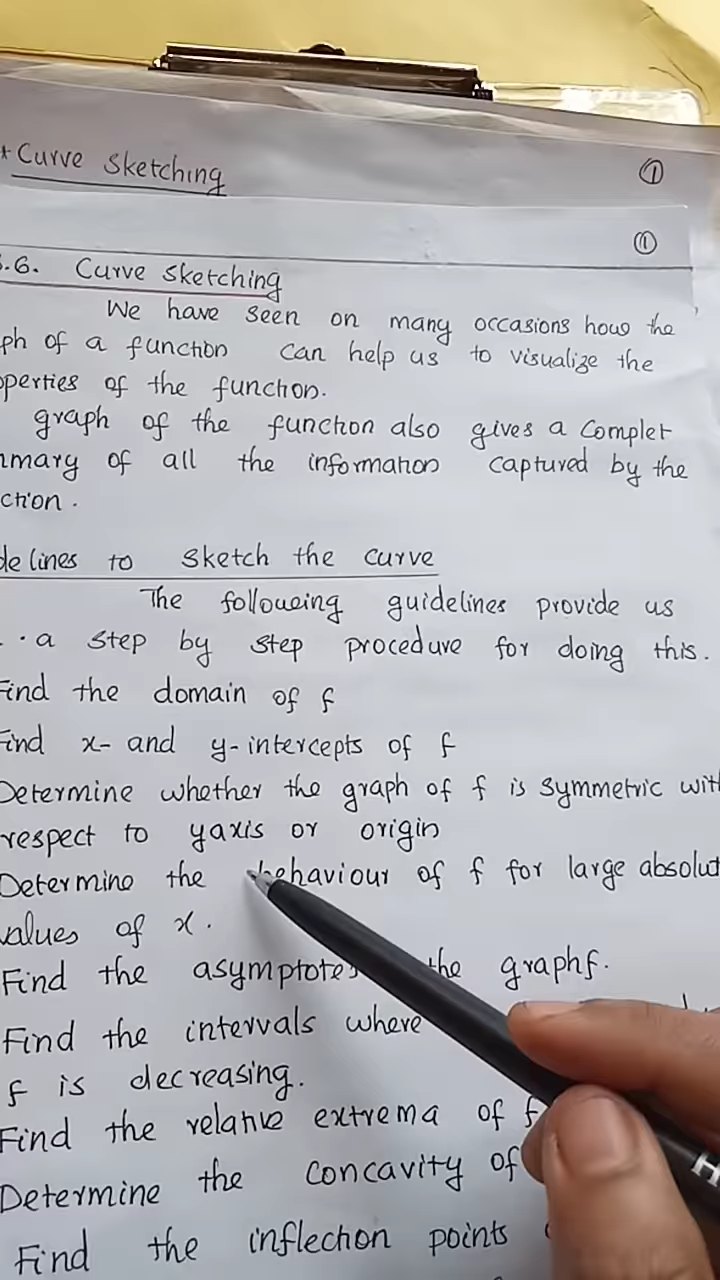 * Curve Sketching
①
①
.6. Curve Sketching
We have seen on many occasions how the
ph of a function can help us to visualize the
perties of the function.
graph of the function also gives a Complet
mary of all the information captured by the
ction.
de lines to Sketch the curve
The following guidelines provide us
a step by step procedure for doing this.
Find the domain of f
Find x- and y-intercepts of f
Determine whether the graph of f is symmetric with
respect to yaxis or origin
Determine the behaviour of f for large absolut
values of x.
Find the asymptotes the graphf.
Find the intervals where
f is decreasing.
Find the relative extrema of f
Determine the concavity of
Find the inflection points
H